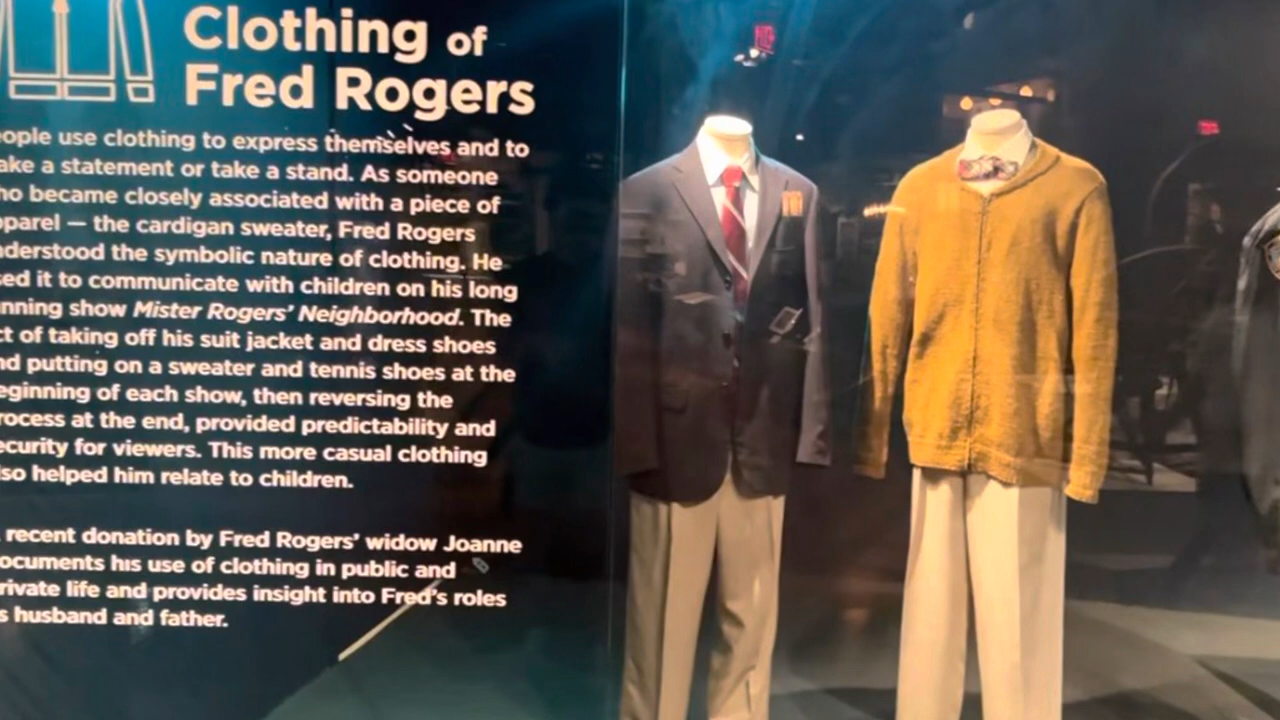 Clothing of
Fred Rogers
ople use clothing to express themselves and to
ake a statement or take a stand. As someone
ho became closely associated with a piece of
pparel — the cardigan sweater, Fred Rogers
nderstood the symbolic nature of clothing. He
sed it to communicate with children on his long
nning show Mister Rogers' Neighborhood. The
ct of taking off his suit jacket and dress shoes
nd putting on a sweater and tennis shoes at the
eginning of each show, then reversing the
rocess at the end, provided predictability and
ecurity for viewers. This more casual clothing
lso helped him relate to children.
recent donation by Fred Rogers' widow Joanne
ocuments his use of clothing in public and
rivate life and provides insight into Fred's roles
s husband and father.